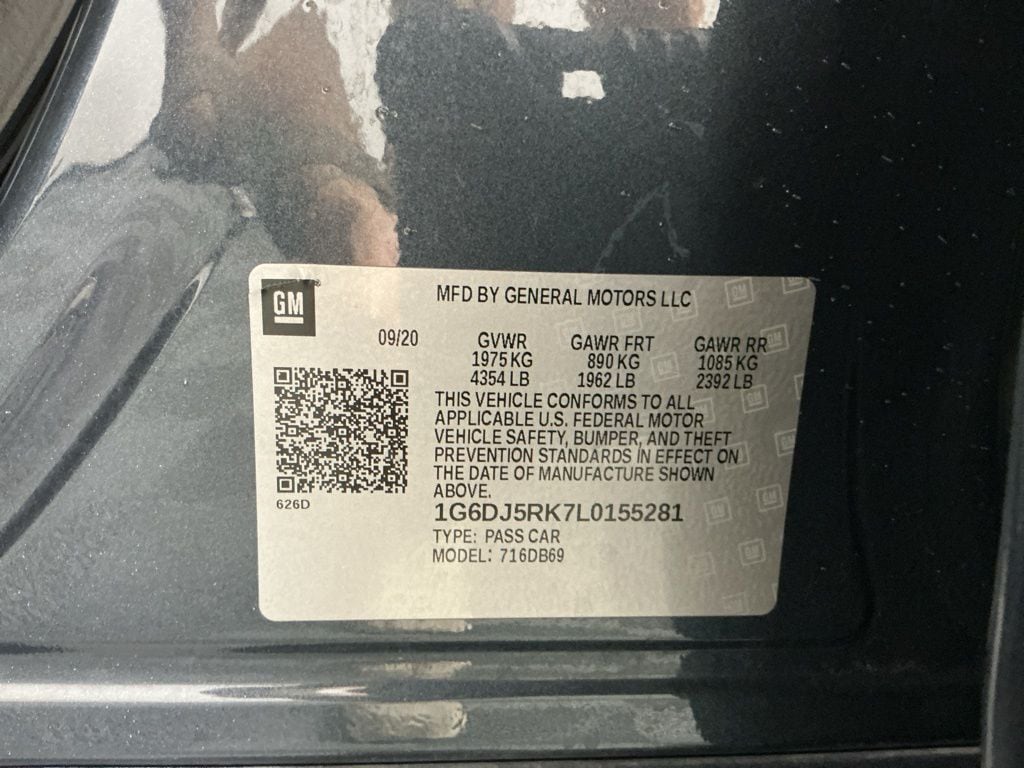 GM
MFD BY GENERAL MOTORS LLC
09/20
GVWR GAWR FRT GAWR RR
1975 KG 890 KG 1085 KG
4354 LB 1962 LB 2392 LB
THIS VEHICLE CONFORMS TO ALL
APPLICABLE U.S. FEDERAL MOTOR
VEHICLE SAFETY, BUMPER, AND THEFT
PREVENTION STANDARDS IN EFFECT ON
THE DATE OF MANUFACTURE SHOWN
ABOVE.
626D
1G6DJ5RK7L0155281
TYPE: PASS CAR
MODEL: 716DB69